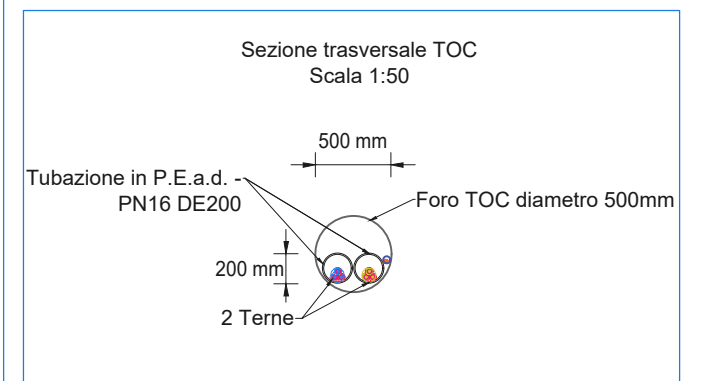 Sezione trasversale TOC
Scala 1:50
500 mm
Tubazione in P.E.a.d. -
PN16 DE200
Foro TOC diametro 500mm
200 mm
2 Terne